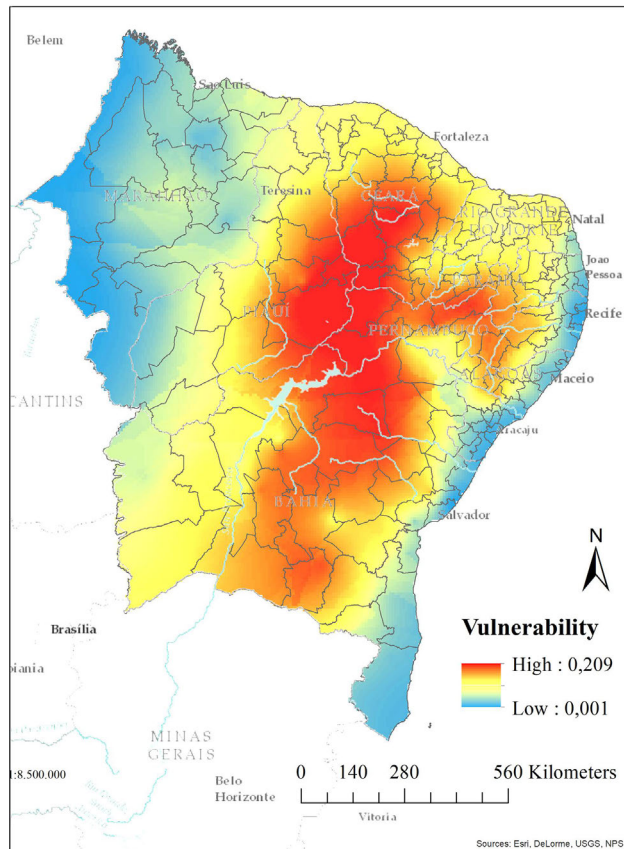 Belem
Sao Luis
Fortaleza
MARANHAO
Teresina
CEARÁ
RIO GRANDE
DO NORTE
Natal
Joao
Pessoa
PIAUÍ
PERNAMBUCO
Recife
Maceio
CANTINS
Aracaju
BAHIA
Salvador
N
Vulnerability
High : 0,209
Low : 0,001
Brasília
oiania
MINAS
GERAIS
1:8.500.000
Belo
Horizonte
0 140 280 560 Kilometers
Vitoria
Sources: Esri, DeLorme, USGS, NPS